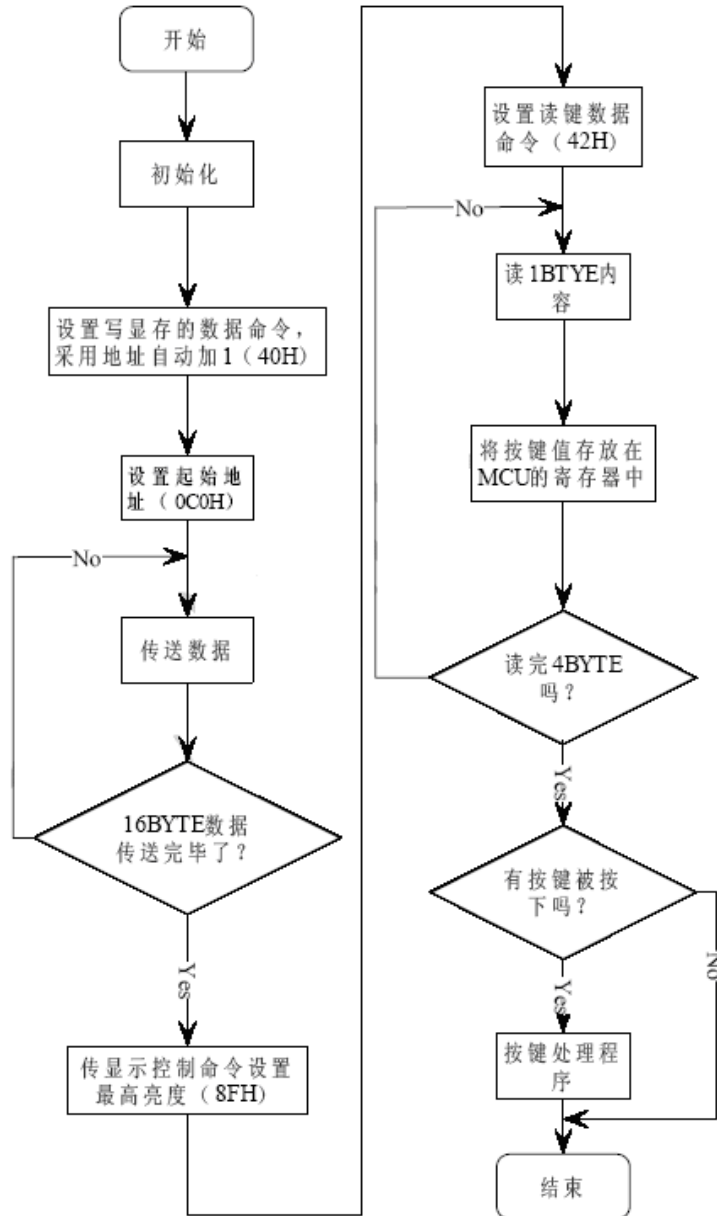 开始
初始化
设置写显存的数据命令，
采用地址自动加1（40H）
设置起始地
址（0C0H）
No
传送数据
16BYTE数据
传送完毕了？
Yes
传显示控制命令设置
最高亮度（8FH）
设置读键数据
命令（42H）
No
读1BTYE内
容
将按键值存放在
MCU的寄存器中
读完4BYTE
吗？
Yes
有按键被按
下吗？
No
Yes
按键处理程
序
结束